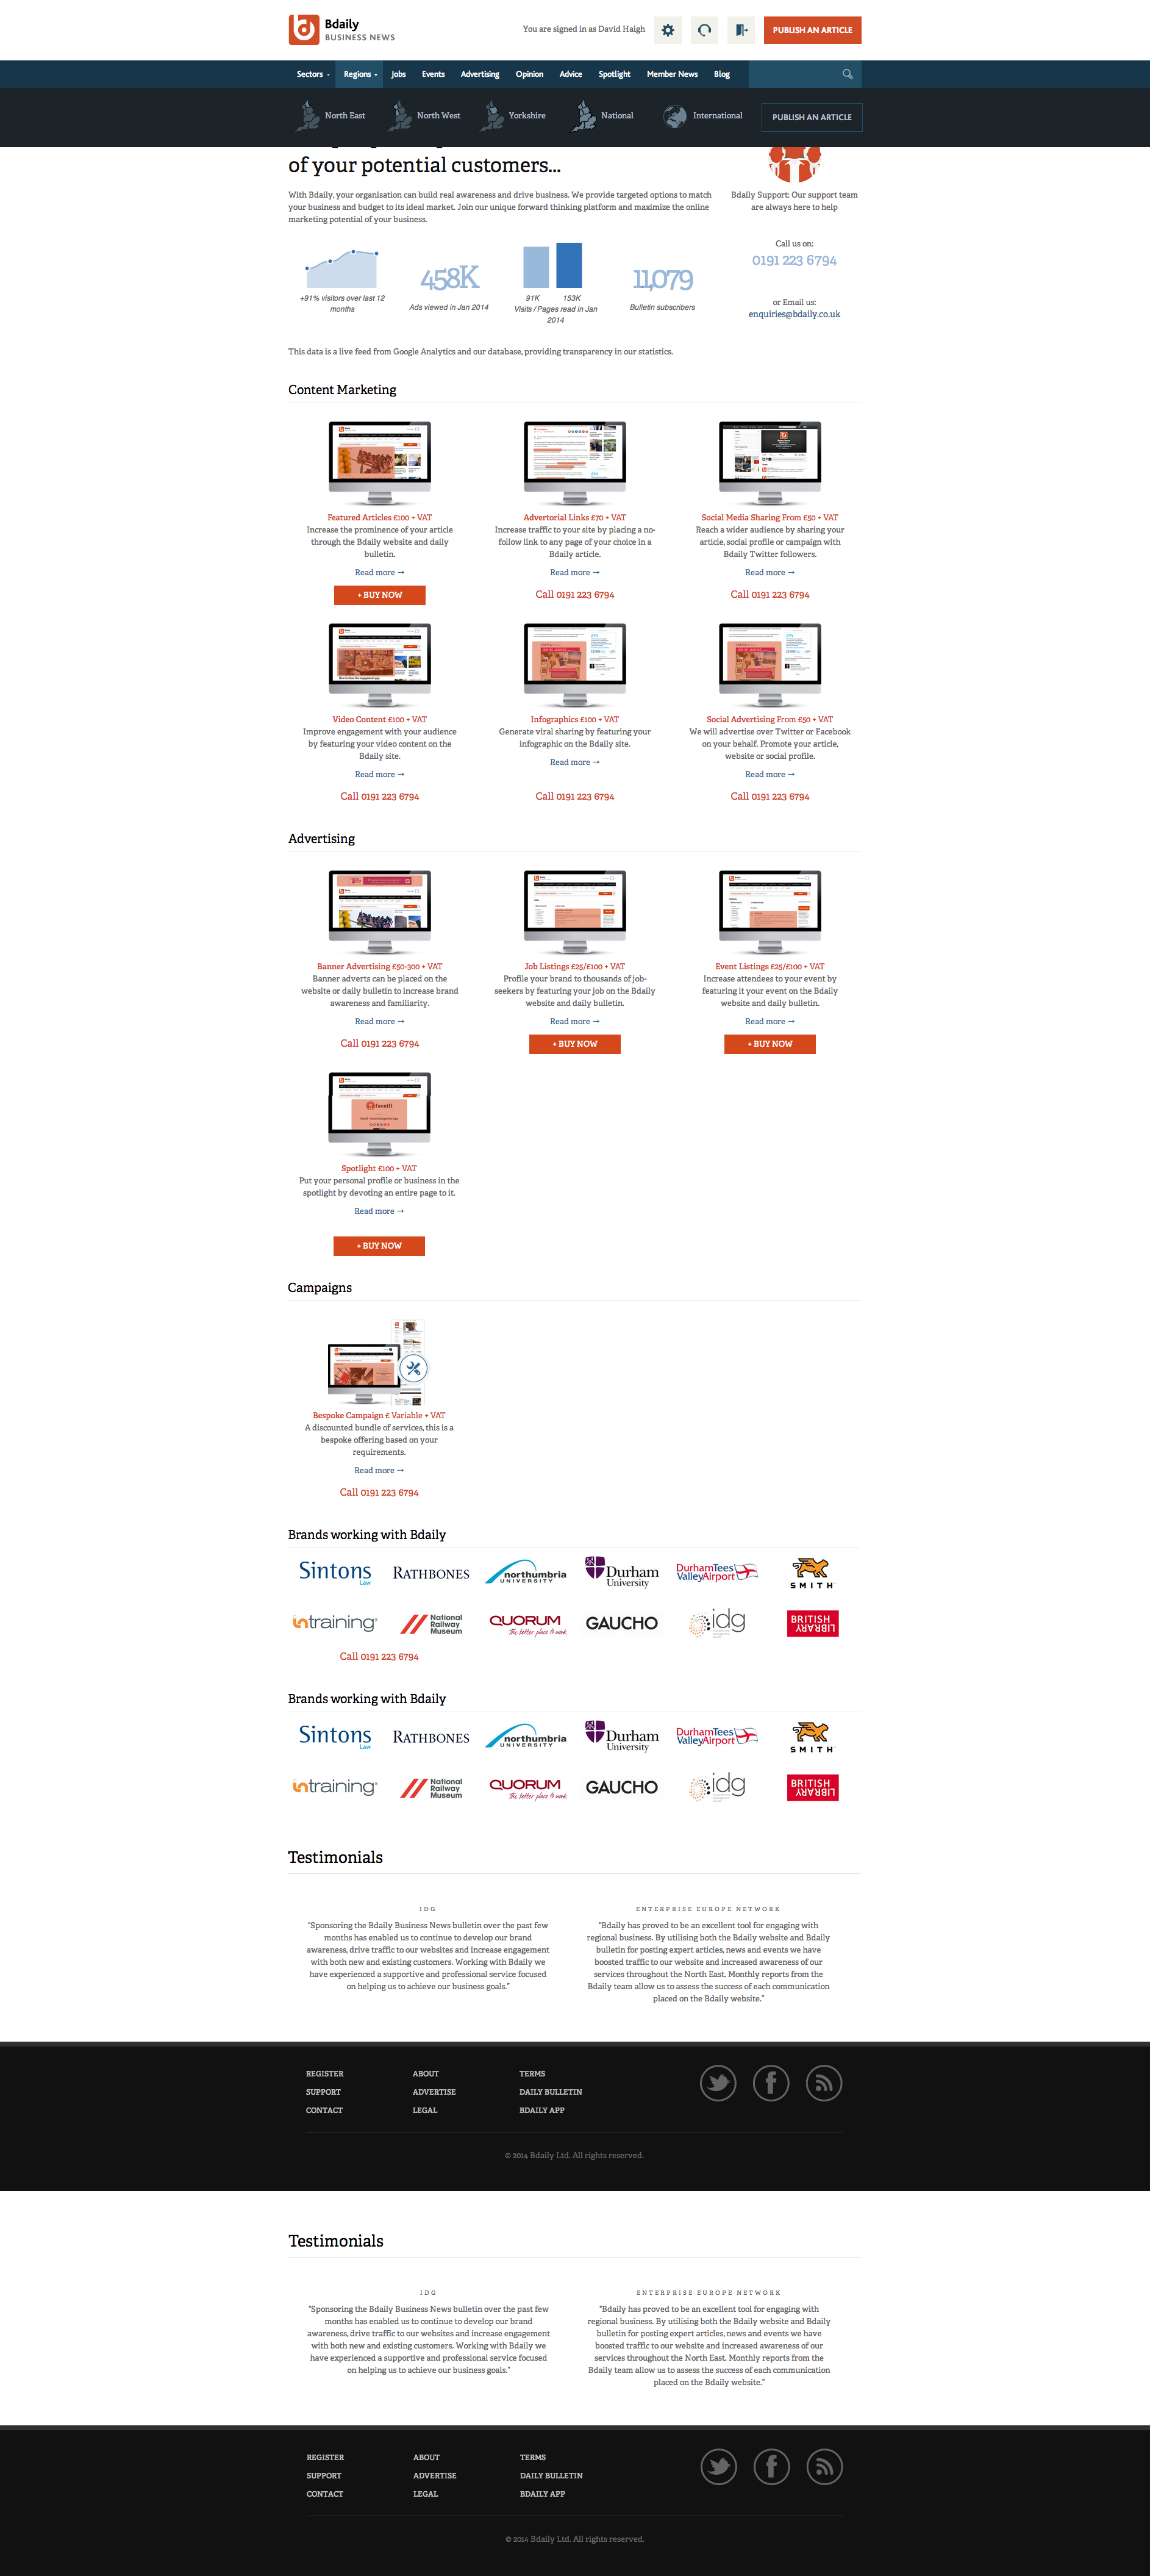 Bdaily
BUSINESS NEWS
You are signed in as David Haigh
PUBLISH AN ARTICLE
Sectors
Regions
Jobs
Events
Advertising
Opinion
Advice
Spotlight
Member News
Blog
North East
North West
Yorkshire
National
International
PUBLISH AN ARTICLE
of your potential customers...
With Bdaily, your organisation can build real awareness and drive business. We provide targeted options to match
your business and budget to its ideal market. Join our unique forward thinking platform and maximize the online
marketing potential of your business.
Bdaily Support: Our support team
are always here to help
Call us on:
0191 223 6794
or Email us:
enquiries@bdaily.co.uk
+91% visitors over last 12
months
458K
Ads viewed in Jan 2014
91K 153K
Visits / Pages read in Jan
2014
11,079
Bulletin subscribers
This data is a live feed from Google Analytics and our database, providing transparency in our statistics.
Content Marketing
Featured Articles £100 + VAT
Increase the prominence of your article
through the Bdaily website and daily
bulletin.
Read more →
+ BUY NOW
Advertorial Links £70 + VAT
Increase traffic to your site by placing a no-
follow link to any page of your choice in a
Bdaily article.
Read more →
Call 0191 223 6794
Social Media Sharing From £50 + VAT
Reach a wider audience by sharing your
article, social profile or campaign with
Bdaily Twitter followers.
Read more →
Call 0191 223 6794
Video Content £100 + VAT
Improve engagement with your audience
by featuring your video content on the
Bdaily site.
Read more →
Call 0191 223 6794
Infographics £100 + VAT
Generate viral sharing by featuring your
infographic on the Bdaily site.
Read more →
Call 0191 223 6794
Social Advertising From £50 + VAT
We will advertise over Twitter or Facebook
on your behalf. Promote your article,
website or social profile.
Read more →
Call 0191 223 6794
Advertising
Banner Advertising £50-300 + VAT
Banner adverts can be placed on the
website or daily bulletin to increase brand
awareness and familiarity.
Read more →
Call 0191 223 6794
Job Listings £25/£100 + VAT
Profile your brand to thousands of job-
seekers by featuring your job on the Bdaily
website and daily bulletin.
Read more →
+ BUY NOW
Event Listings £25/£100 + VAT
Increase attendees to your event by
featuring it your event on the Bdaily
website and daily bulletin.
Read more →
+ BUY NOW
Spotlight £100 + VAT
Put your personal profile or business in the
spotlight by devoting an entire page to it.
Read more →
+ BUY NOW
Campaigns
Bespoke Campaign £ Variable + VAT
A discounted bundle of services, this is a
bespoke offering based on your
requirements.
Read more →
Call 0191 223 6794
Brands working with Bdaily
Sintons
Law
RATHBONES
northumbria
UNIVERSITY
Durham
University
DurhamTees
ValleyAirport
SMITH
intraining
National
Railway
Museum
QUORUM
the better place to work
GAUCHO
idg
BRITISH
LIBRARY
Call 0191 223 6794
Brands working with Bdaily
Sintons
Law
RATHBONES
northumbria
UNIVERSITY
Durham
University
DurhamTees
ValleyAirport
SMITH
intraining
National
Railway
Museum
QUORUM
the better place to work
GAUCHO
idg
BRITISH
LIBRARY
Testimonials
IDG
"Sponsoring the Bdaily Business News bulletin over the past few
months has enabled us to continue to develop our brand
awareness, drive traffic to our websites and increase engagement
with both new and existing customers. Working with Bdaily we
have experienced a supportive and professional service focused
on helping us to achieve our business goals."
ENTERPRISE EUROPE NETWORK
"Bdaily has proved to be an excellent tool for engaging with
regional business. By utilising both the Bdaily website and Bdaily
bulletin for posting expert articles, news and events we have
boosted traffic to our website and increased awareness of our
services throughout the North East. Monthly reports from the
Bdaily team allow us to assess the success of each communication
placed on the Bdaily website."
REGISTER
SUPPORT
CONTACT
ABOUT
ADVERTISE
LEGAL
TERMS
DAILY BULLETIN
BDAILY APP
© 2014 Bdaily Ltd. All rights reserved.
Testimonials
IDG
"Sponsoring the Bdaily Business News bulletin over the past few
months has enabled us to continue to develop our brand
awareness, drive traffic to our websites and increase engagement
with both new and existing customers. Working with Bdaily we
have experienced a supportive and professional service focused
on helping us to achieve our business goals."
ENTERPRISE EUROPE NETWORK
"Bdaily has proved to be an excellent tool for engaging with
regional business. By utilising both the Bdaily website and Bdaily
bulletin for posting expert articles, news and events we have
boosted traffic to our website and increased awareness of our
services throughout the North East. Monthly reports from the
Bdaily team allow us to assess the success of each communication
placed on the Bdaily website."
REGISTER
SUPPORT
CONTACT
ABOUT
ADVERTISE
LEGAL
TERMS
DAILY BULLETIN
BDAILY APP
© 2014 Bdaily Ltd. All rights reserved.